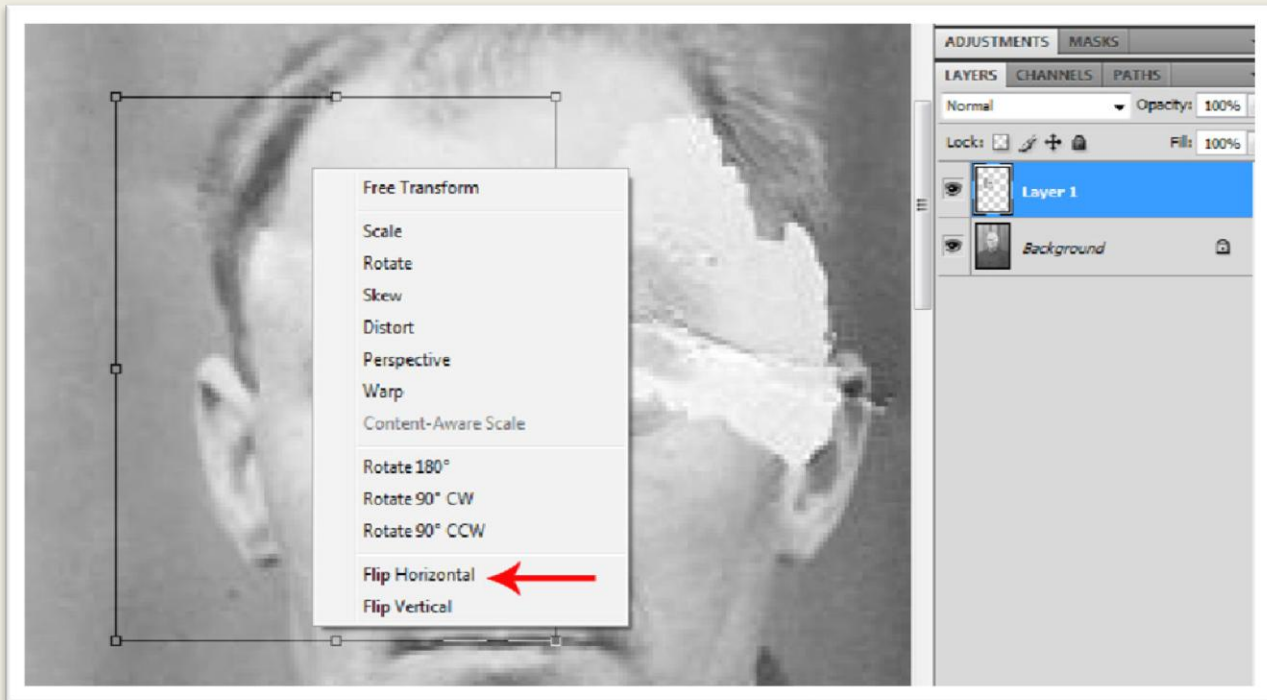 ADJUSTMENTS MASKS
LAYERS CHANNELS PATHS
Normal Opacity: 100%
Lock: Fill: 100%
Layer 1
Background
Free Transform
Scale
Rotate
Skew
Distort
Perspective
Warp
Content-Aware Scale
Rotate 180°
Rotate 90° CW
Rotate 90° CCW
Flip Horizontal
Flip Vertical